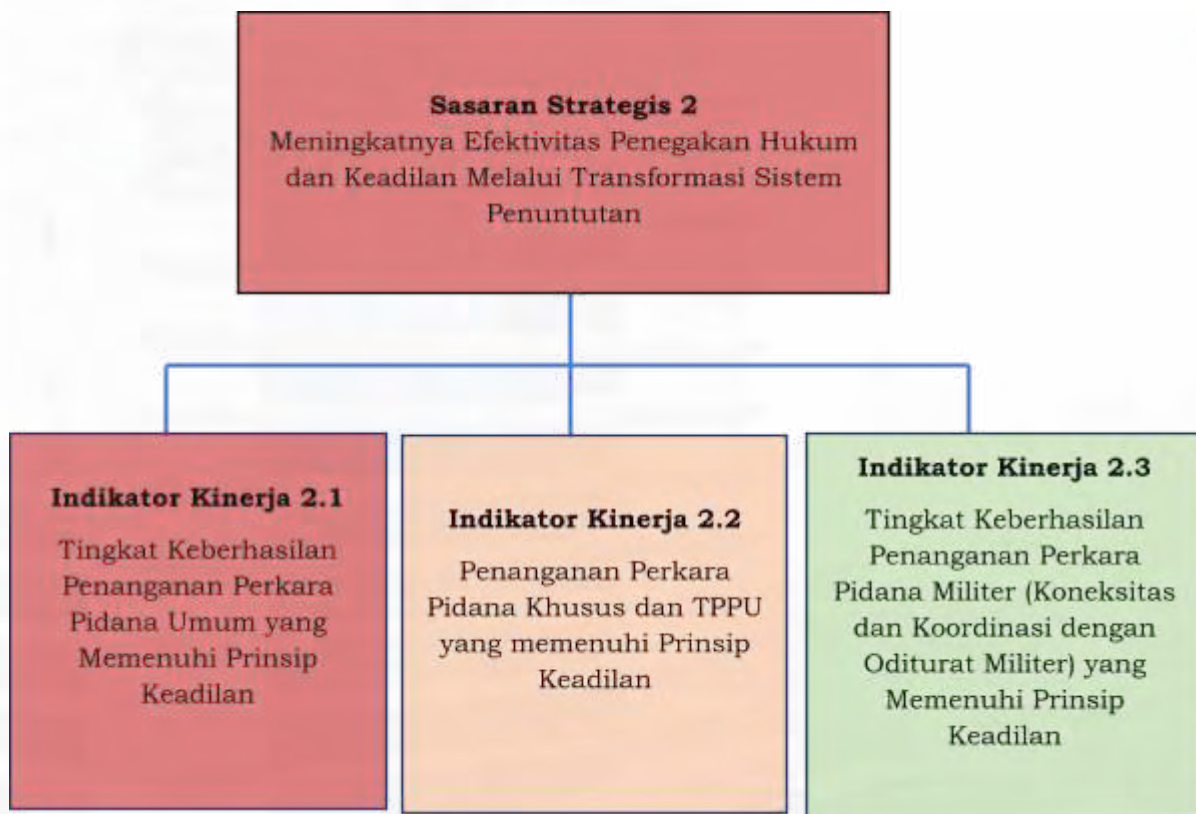 Sasaran Strategis 2
Meningkatnya Efektivitas Penegakan Hukum
dan Keadilan Melalui Transformasi Sistem
Penuntutan
Indikator Kinerja 2.1
Tingkat Keberhasilan
Penanganan Perkara
Pidana Umum yang
Memenuhi Prinsip
Keadilan
Indikator Kinerja 2.2
Penanganan Perkara
Pidana Khusus dan TPPU
yang memenuhi Prinsip
Keadilan
Indikator Kinerja 2.3
Tingkat Keberhasilan
Penanganan Perkara
Pidana Militer (Koneksitas
dan Koordinasi dengan
Oditurat Militer) yang
Memenuhi Prinsip
Keadilan